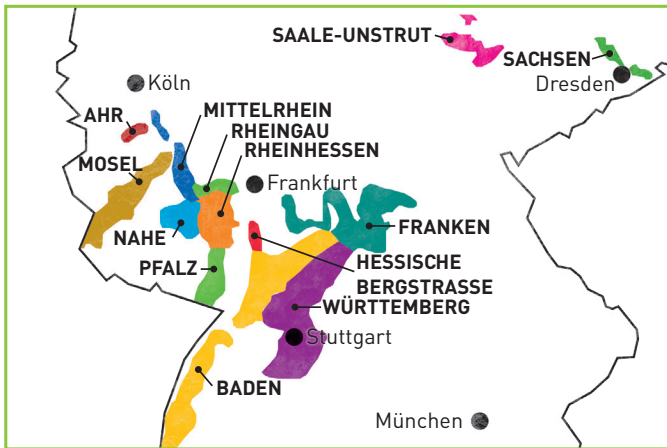 SAALE-UNSTRUT
SACHSEN
Dresden
Köln
AHR
MITTELRHEIN
RHEINGAU
RHEINHESSEN
MOSEL
Frankfurt
NAHE
FRANKEN
PFALZ
HESSISCHE
BERGSTRASSE
WÜRTTEMBERG
Stuttgart
BADEN
München